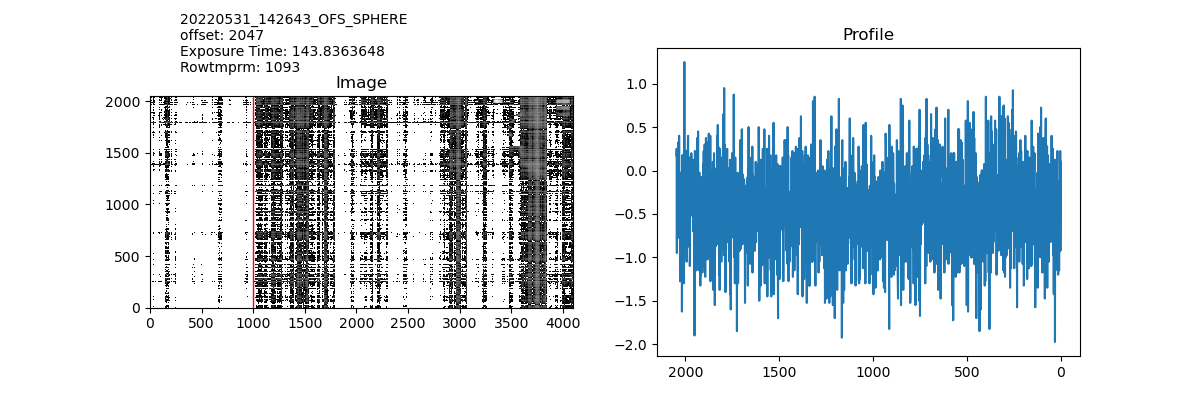 20220531_142643_OFS_SPHERE
offset: 2047
Exposure Time: 143.8363648
Rowtmprm: 1093
Image
2000
1500
1000
500
0
0 500 1000 1500 2000 2500 3000 3500 4000
Profile
1.0
0.5
0.0
−0.5
−1.0
−1.5
−2.0
2000 1500 1000 500 0